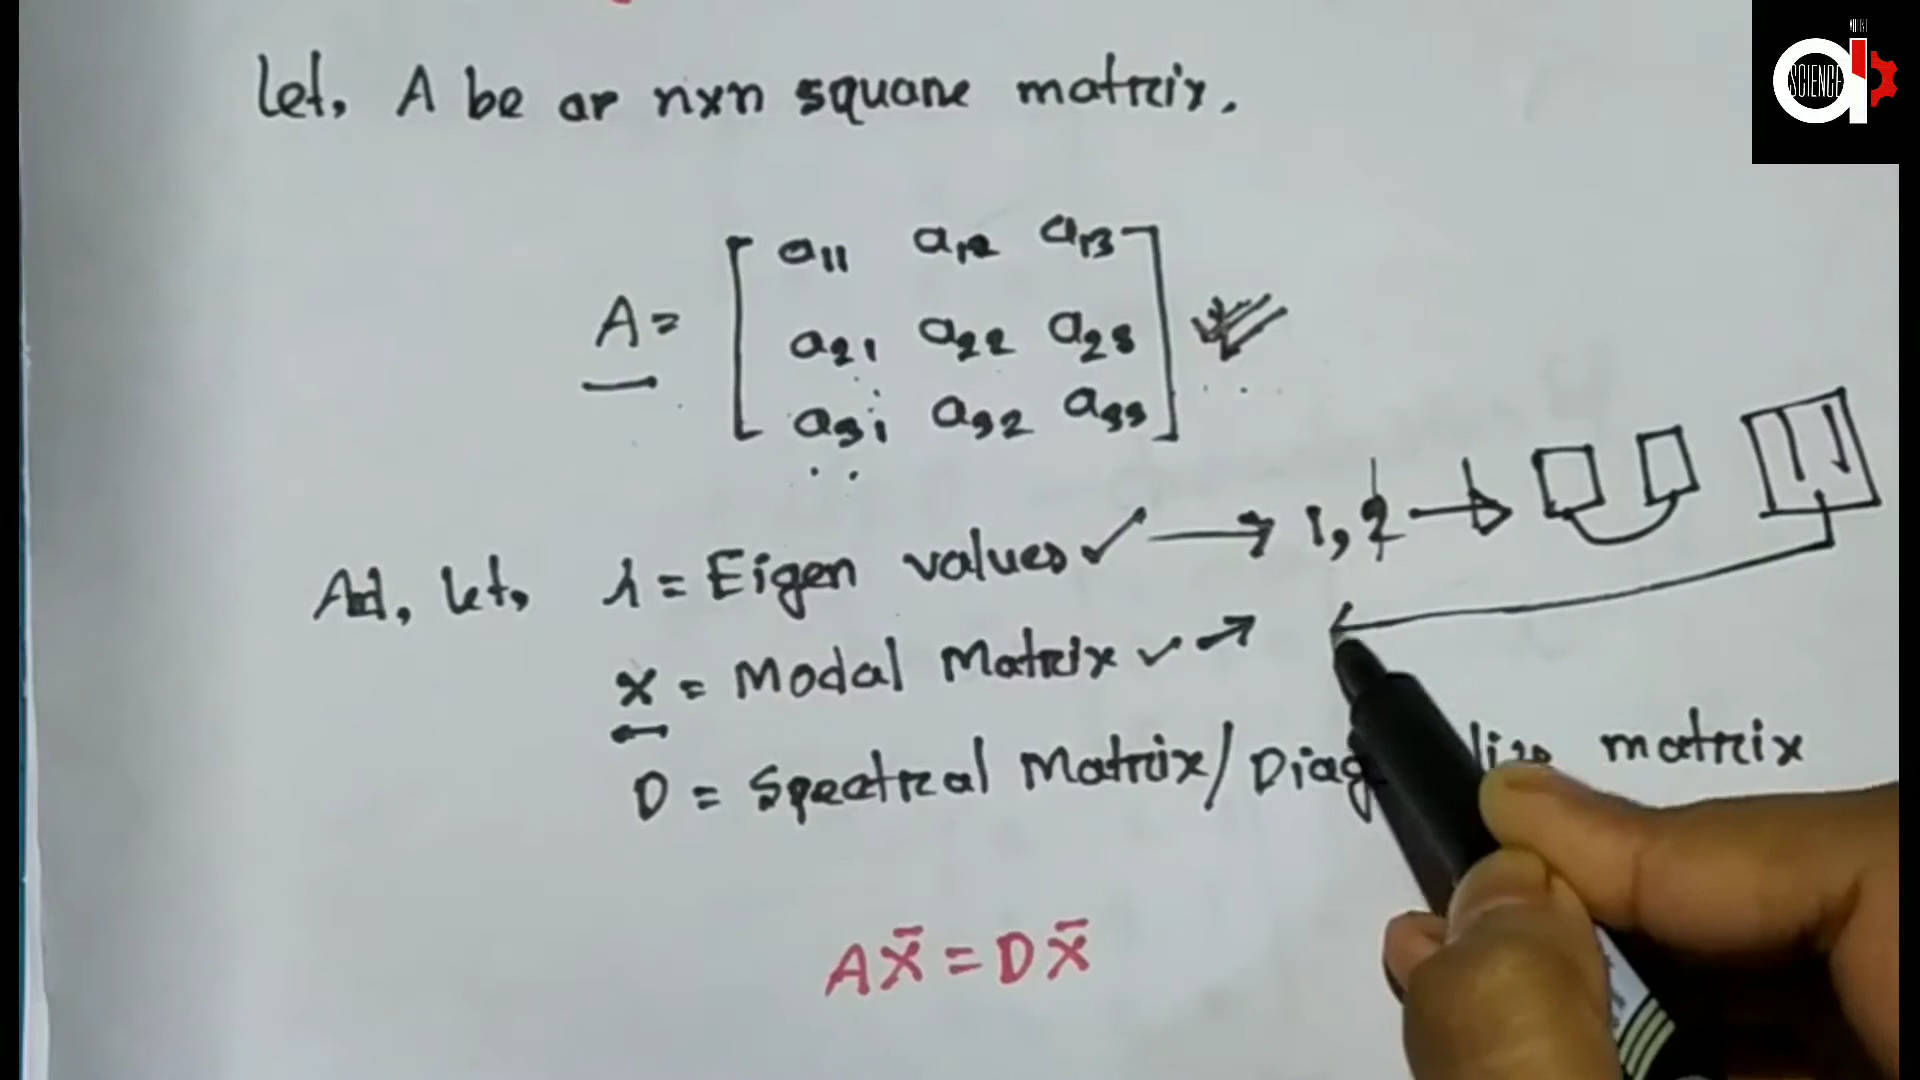 let, A be an nxn square matrix.
A = [ a11 a12 a13
a21 a22 a23
a31 a32 a33 ]
And, let, λ = Eigen values ✓ → 1, 2 →
x = Modal Matrix ✓ →
D = Spectral Matrix / matrix
AX̄ = DX̄
SCIENCE